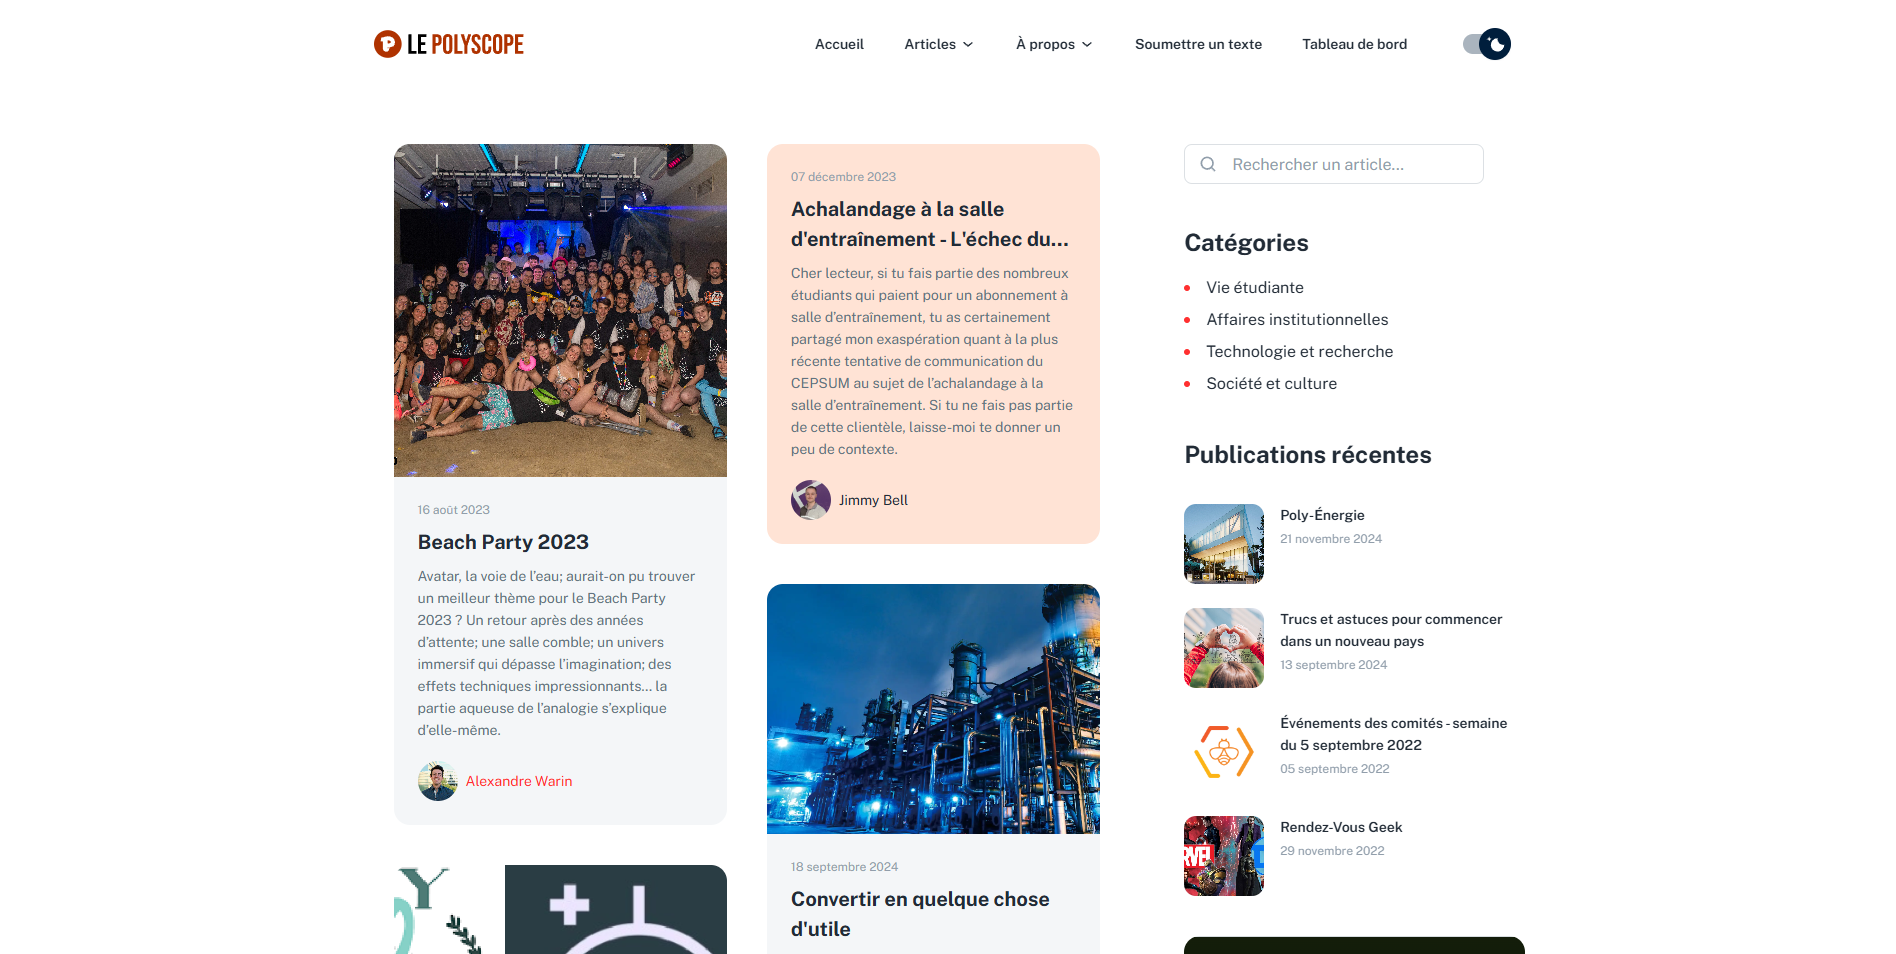 LE POLYSCOPE
Accueil
Articles
À propos
Soumettre un texte
Tableau de bord
16 août 2023
Beach Party 2023
Avatar, la voie de l'eau; aurait-on pu trouver
un meilleur thème pour le Beach Party
2023 ? Un retour après des années
d'attente; une salle comble; un univers
immersif qui dépasse l'imagination; des
effets techniques impressionnants... la
partie aqueuse de l'analogie s'explique
d'elle-même.
Alexandre Warin
Y
07 décembre 2023
Achalandage à la salle
d'entraînement - L'échec du...
Cher lecteur, si tu fais partie des nombreux
étudiants qui paient pour un abonnement à
salle d'entraînement, tu as certainement
partagé mon exaspération quant à la plus
récente tentative de communication du
CEPSUM au sujet de l'achalandage à la
salle d'entraînement. Si tu ne fais pas partie
de cette clientèle, laisse-moi te donner un
peu de contexte.
Jimmy Bell
18 septembre 2024
Convertir en quelque chose
d'utile
Rechercher un article...
Catégories
Vie étudiante
Affaires institutionnelles
Technologie et recherche
Société et culture
Publications récentes
Poly-Énergie
21 novembre 2024
Trucs et astuces pour commencer
dans un nouveau pays
13 septembre 2024
Événements des comités - semaine
du 5 septembre 2022
05 septembre 2022
Rendez-Vous Geek
29 novembre 2022
RVEL